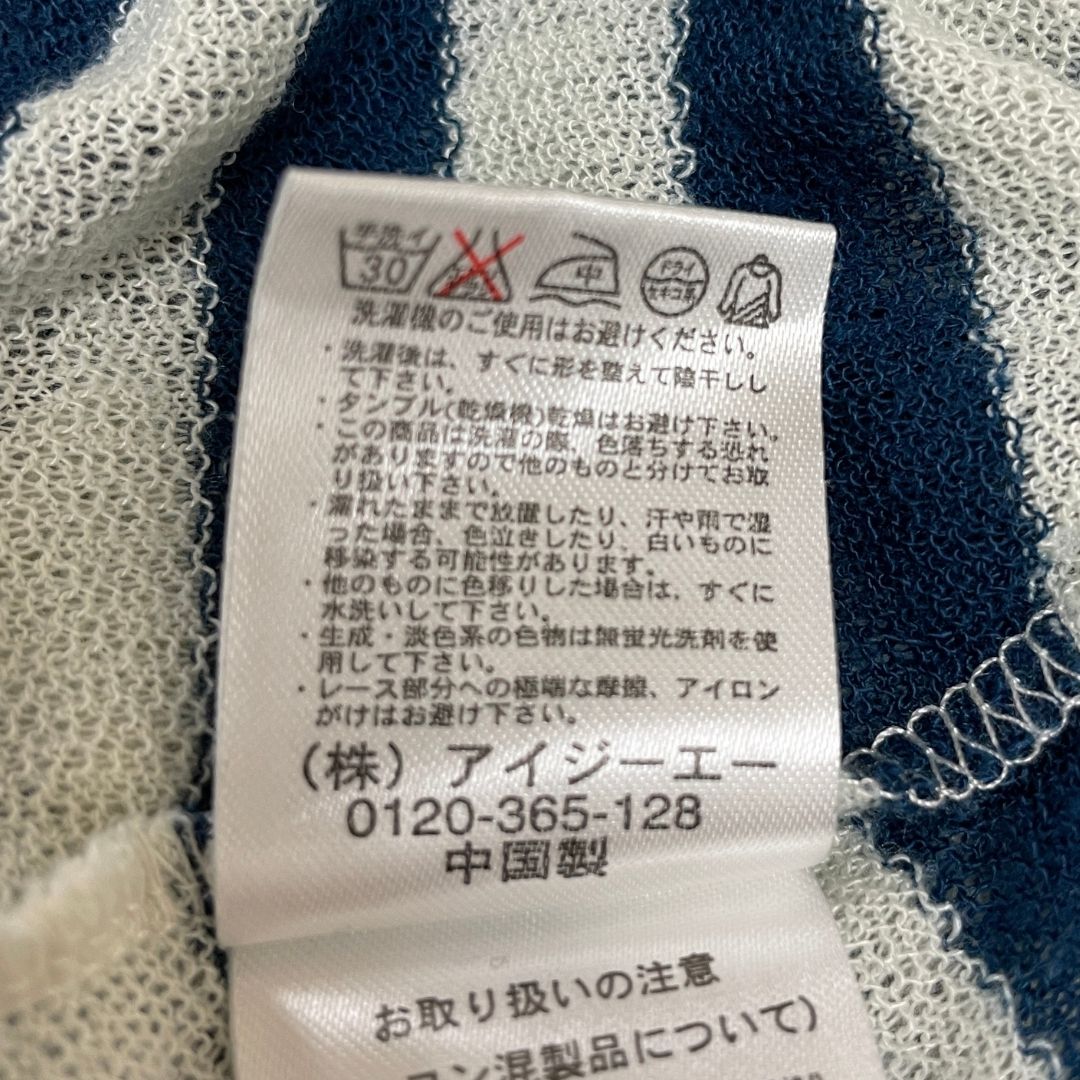 手洗イ
30
中
ドライ
セキユ系
洗濯機のご使用はお避けください。
・洗濯後は、すぐに形を整えて陰干しし
て下さい。
・タンブル(乾燥機)乾燥はお避け下さい。
・この商品は洗濯の際、色落ちする恐れ
がありますので他のものと分けてお取
り扱い下さい。
・濡れたままで放置したり、汗や雨で湿
った場合、色泣きしたり、白いものに
移染する可能性があります。
・他のものに色移りした場合は、すぐに
水洗いして下さい。
・生成・淡色系の色物は無蛍光洗剤を使
用して下さい。
・レース部分への極端な摩擦、アイロン
がけはお避け下さい。
(株) アイジーエー
0120-365-128
中国製
お取り扱いの注意
ン混製品について)